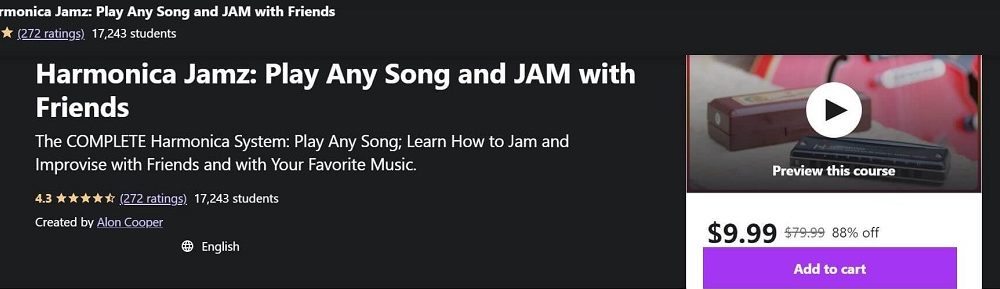 rmonica Jamz: Play Any Song and JAM with Friends
(272 ratings) 17,243 students
Harmonica Jamz: Play Any Song and JAM with
Friends
The COMPLETE Harmonica System: Play Any Song; Learn How to Jam and
Improvise with Friends and with Your Favorite Music.
4.3 (272 ratings) 17,243 students
Created by Alon Cooper
English
Preview this course
$9.99 $79.99 88% off
Add to cart